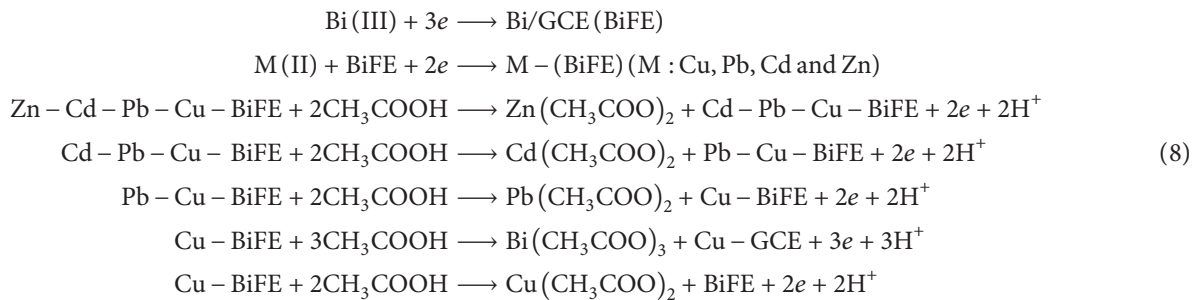 Bi(III) + 3e ⟶ Bi/GCE(BiFE)
M(II) + BiFE + 2e ⟶ M – (BiFE)(M : Cu, Pb, Cd and Zn)
Zn – Cd – Pb – Cu – BiFE + 2CH₃COOH ⟶ Zn(CH₃COO)₂ + Cd – Pb – Cu – BiFE + 2e + 2H⁺
Cd – Pb – Cu – BiFE + 2CH₃COOH ⟶ Cd(CH₃COO)₂ + Pb – Cu – BiFE + 2e + 2H⁺ (8)
Pb – Cu – BiFE + 2CH₃COOH ⟶ Pb(CH₃COO)₂ + Cu – BiFE + 2e + 2H⁺
Cu – BiFE + 3CH₃COOH ⟶ Bi(CH₃COO)₃ + Cu – GCE + 3e + 3H⁺
Cu – BiFE + 2CH₃COOH ⟶ Cu(CH₃COO)₂ + BiFE + 2e + 2H⁺